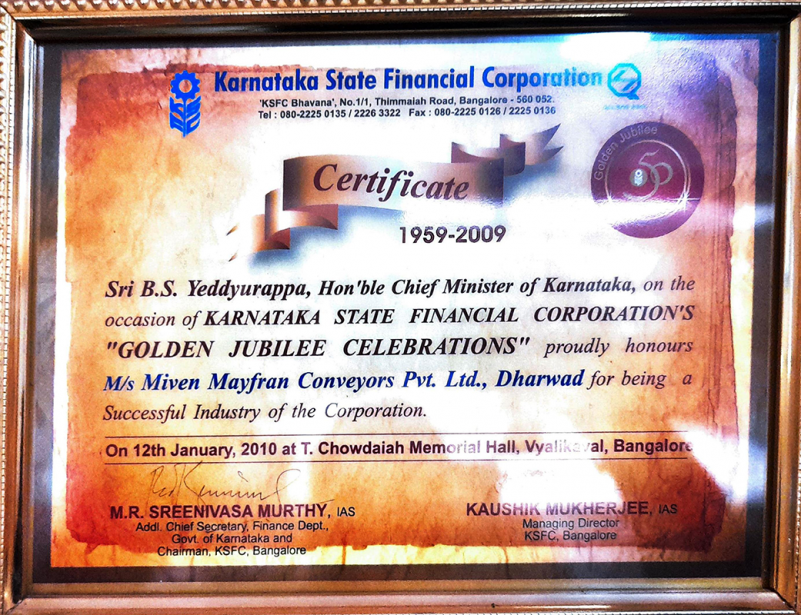 Karnataka State Financial Corporation
'KSFC Bhavana', No.1/1, Thimmaiah Road, Bangalore - 560 052.
Tel : 080-2225 0135 / 2226 3322 Fax : 080-2225 0126 / 2225 0136
Golden Jubilee
50
Certificate
1959-2009
Sri B.S. Yeddyurappa, Hon'ble Chief Minister of Karnataka, on the
occasion of KARNATAKA STATE FINANCIAL CORPORATION'S
"GOLDEN JUBILEE CELEBRATIONS" proudly honours
M/s Miven Mayfran Conveyors Pvt. Ltd., Dharwad for being a
Successful Industry of the Corporation.
On 12th January, 2010 at T. Chowdaiah Memorial Hall, Vyalikaval, Bangalore
M.R. SREENIVASA MURTHY, IAS
Addl. Chief Secretary, Finance Dept.,
Govt. of Karnataka and
Chairman, KSFC, Bangalore
KAUSHIK MUKHERJEE, IAS
Managing Director
KSFC, Bangalore